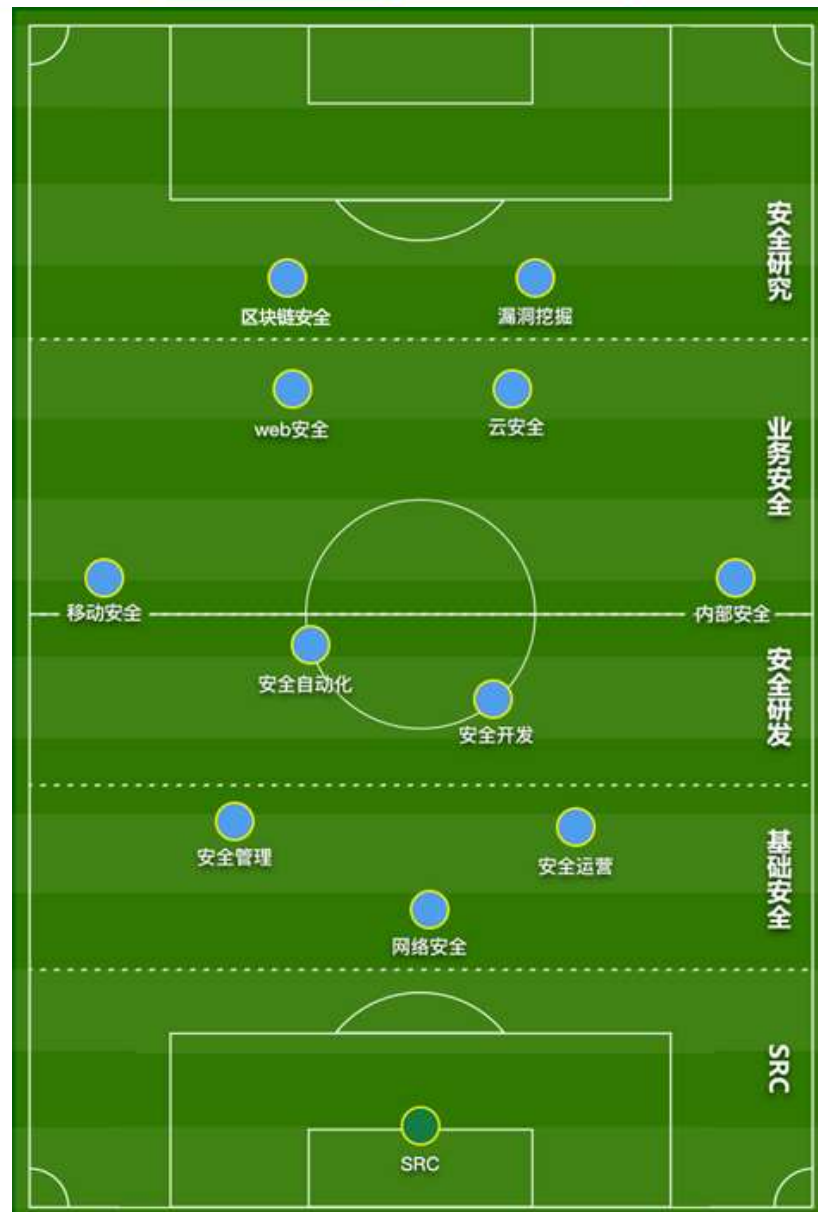 安全研究
区块链安全
漏洞挖掘
web安全
云安全
业务安全
移动安全
内部安全
安全自动化
安全研发
安全开发
安全管理
安全运营
基础安全
网络安全
SRC
SRC